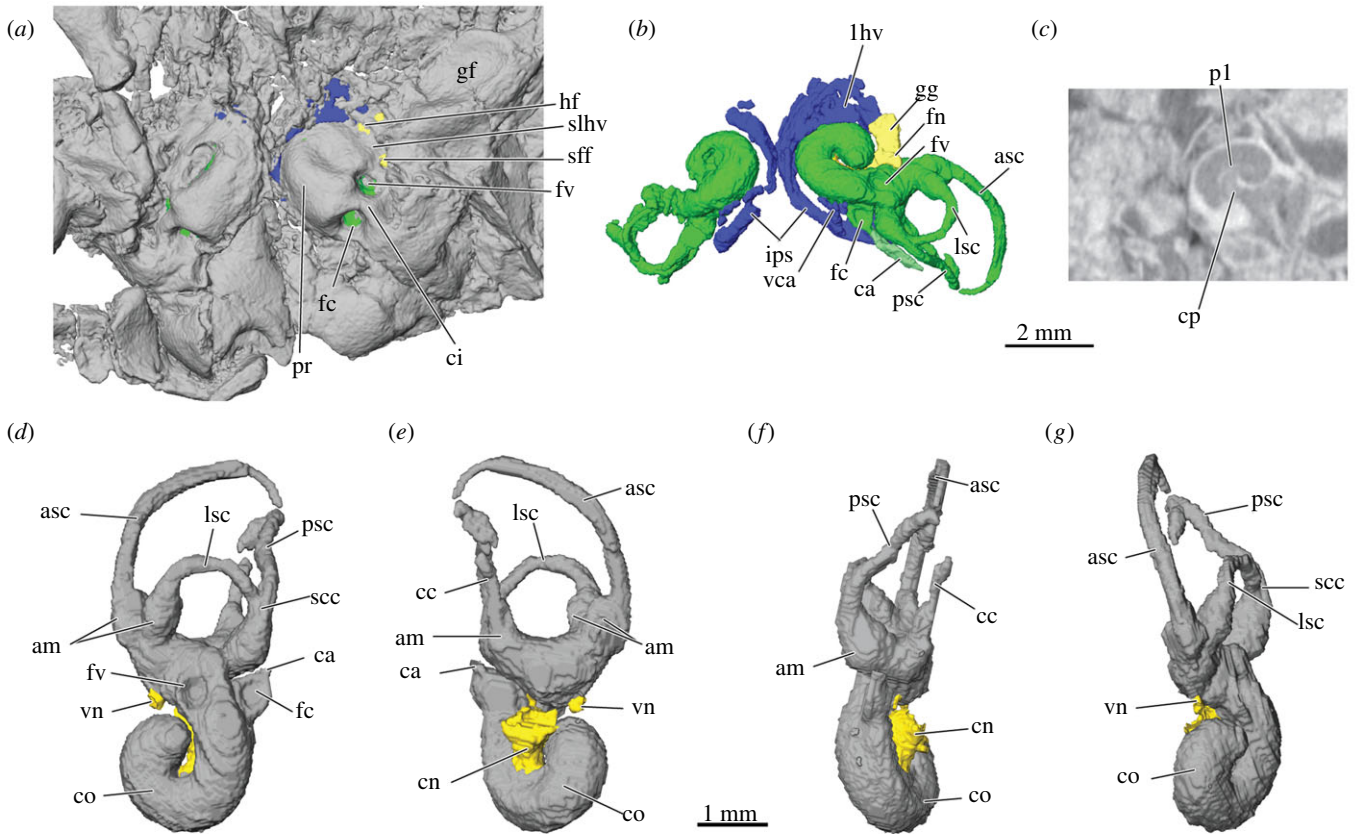 (a)
gf
hf
slhv
sff
fv
fc
pr
ci
(b)
lhv
gg
fn
fv
asc
lsc
ips
vca
fc
ca
psc
2 mm
(c)
p1
cp
(d)
asc
lsc
psc
scc
am
fv
ca
vn
fc
co
(e)
asc
lsc
cc
am
am
ca
vn
cn
co
1 mm
(f)
asc
psc
cc
am
cn
co
(g)
psc
asc
scc
lsc
vn
co